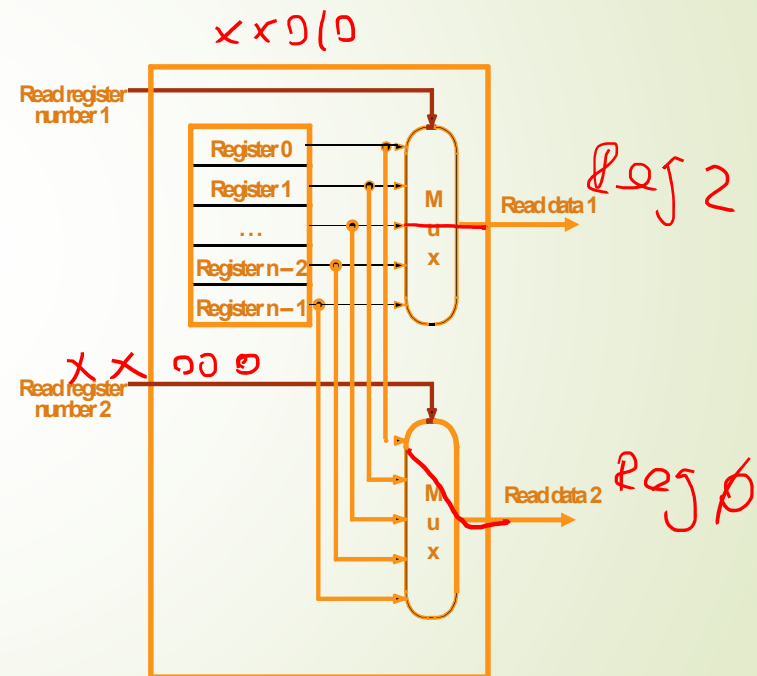 xx010
Read register
number 1
Register 0
Register 1
...
Register n – 2
Register n – 1
M
u
x
Read data 1
Reg 2
xx 000
Read register
number 2
M
u
x
Read data 2
Reg 0